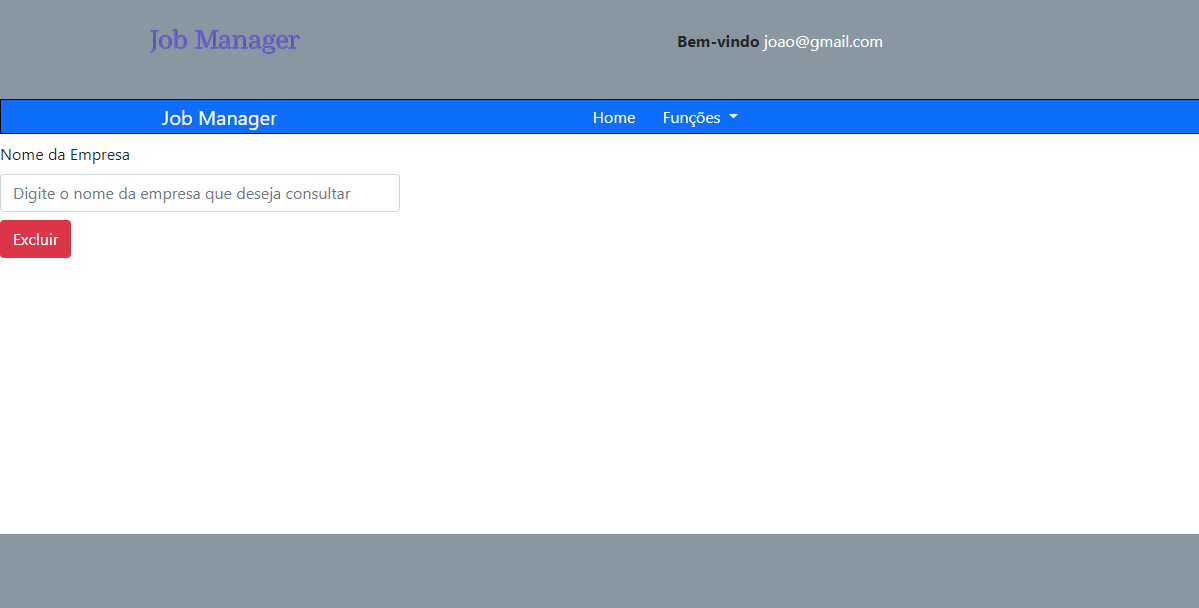 Job Manager
Bem-vindo joao@gmail.com
Job Manager
Home
Funções
Nome da Empresa
Digite o nome da empresa que deseja consultar
Excluir